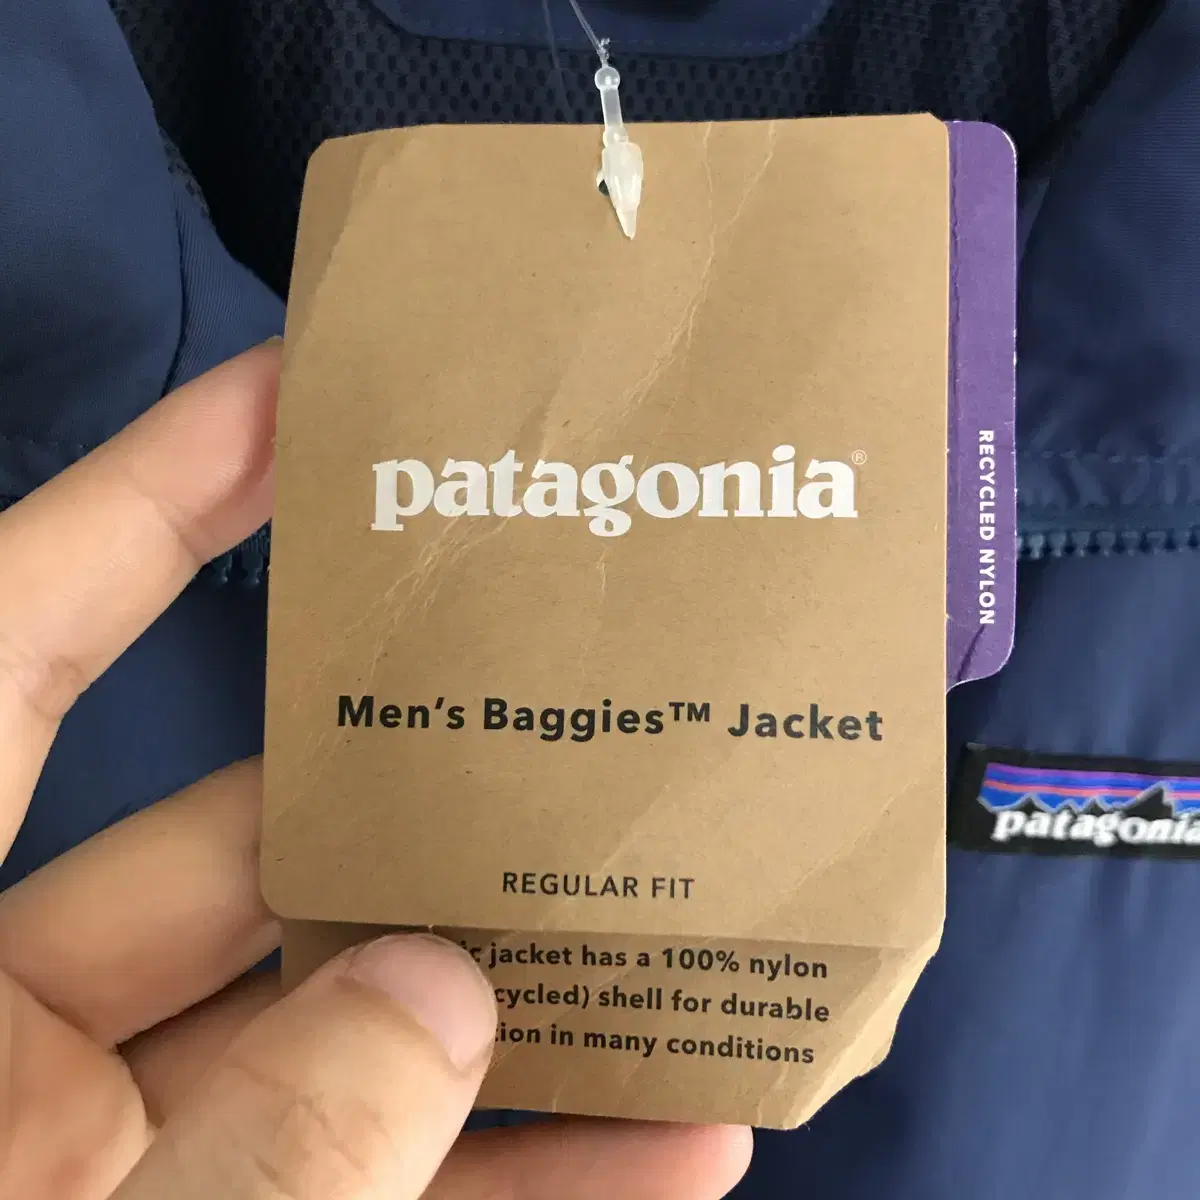 patagonia®
RECYCLED NYLON
Men's Baggies™ Jacket
patagonia
REGULAR FIT
jacket has a 100% nylon
shell for durable
in many conditions